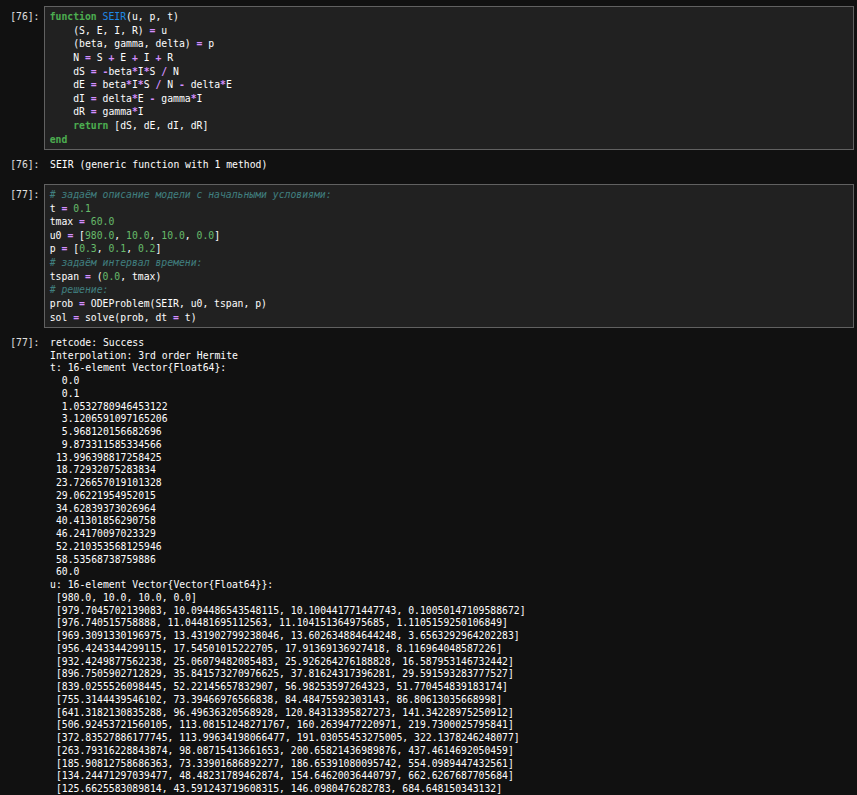 [76]: function SEIR(u, p, t)
(S, E, I, R) = u
(beta, gamma, delta) = p
N = S + E + I + R
dS = -beta*I*S / N
dE = beta*I*S / N - delta*E
dI = delta*E - gamma*I
dR = gamma*I
return [dS, dE, dI, dR]
end
[76]: SEIR (generic function with 1 method)
[77]: # задаём описание модели с начальными условиями:
t = 0.1
tmax = 60.0
u0 = [980.0, 10.0, 10.0, 0.0]
p = [0.3, 0.1, 0.2]
# задаём интервал времени:
tspan = (0.0, tmax)
# решение:
prob = ODEProblem(SEIR, u0, tspan, p)
sol = solve(prob, dt = t)
[77]: retcode: Success
Interpolation: 3rd order Hermite
t: 16-element Vector{Float64}:
0.0
0.1
1.0532780946453122
3.1206591097165206
5.968120156682696
9.873311585334566
13.996398817258425
18.72932075283834
23.726657019101328
29.06221954952015
34.62839373026964
40.41301856290758
46.24170097023329
52.210353568125946
58.53568738759886
60.0
u: 16-element Vector{Vector{Float64}}:
[980.0, 10.0, 10.0, 0.0]
[979.7045702139083, 10.094486543548115, 10.100441771447743, 0.10050147109588672]
[976.740515758888, 11.04481695112563, 11.104151364975685, 1.1105159250106849]
[969.3091330196975, 13.431902799238046, 13.602634884644248, 3.6563292964202283]
[956.4243344299115, 17.54501015222705, 17.91369136927418, 8.116964048587226]
[932.4249877562238, 25.06079482085483, 25.926264276188828, 16.587953146732442]
[896.7505902712829, 35.841573270976625, 37.81624317396281, 29.591593283777527]
[839.0255526098445, 52.22145657832907, 56.98253597264323, 51.770454839183174]
[755.3144439546102, 73.39466976566838, 84.48475592303143, 86.80613035668998]
[641.3182130835288, 96.49636320568928, 120.84313395827273, 141.34228975250912]
[506.92453721560105, 113.08151248271767, 160.2639477220971, 219.7300025795841]
[372.83527886177745, 113.99634198066477, 191.03055453275005, 322.1378246248077]
[263.79316228843874, 98.08715413661653, 200.65821436989876, 437.4614692050459]
[185.90812758686363, 73.33901686892277, 186.65391080095742, 554.0989447432561]
[134.24471297039477, 48.48231789462874, 154.64620036440797, 662.6267687705684]
[125.6625583089814, 43.591243719608315, 146.0980476282783, 684.648150343132]